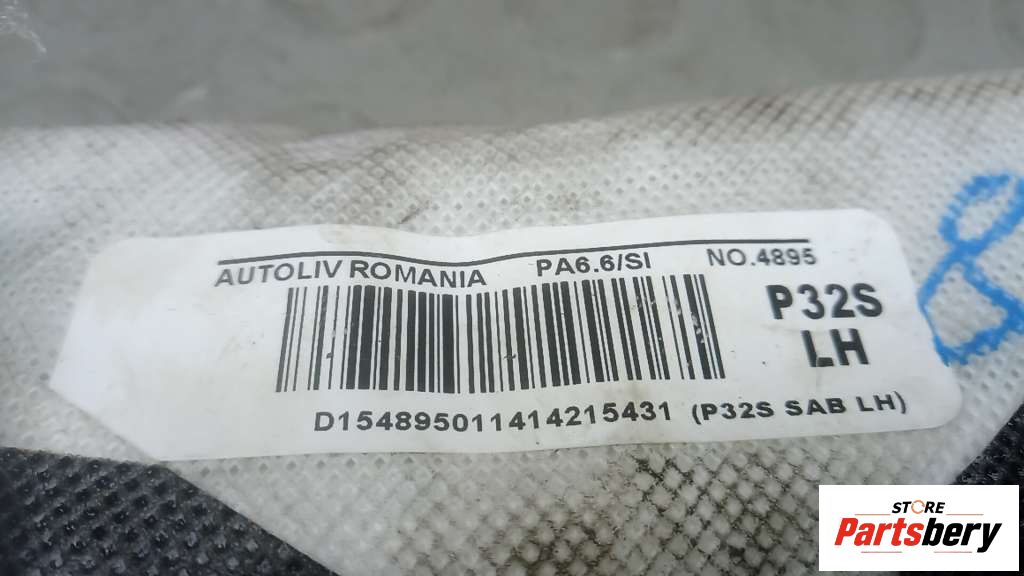 AUTOLIV ROMANIA PA6.6/SI NO.4895
P32S
LH
D154895011414215431 (P32S SAB LH)
STORE
Partsbery